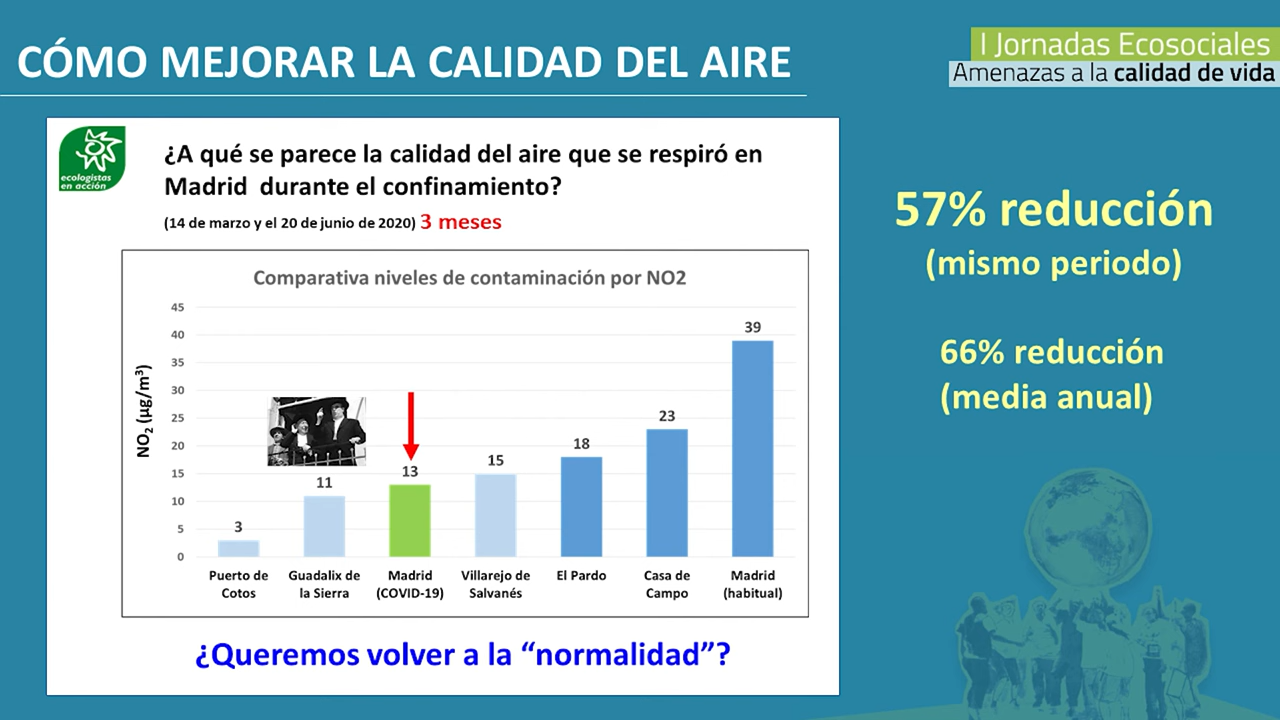 CÓMO MEJORAR LA CALIDAD DEL AIRE
I Jornadas Ecosociales
Amenazas a la calidad de vida
ecologistas
en acción
¿A qué se parece la calidad del aire que se respiró en
Madrid durante el confinamiento?
(14 de marzo y el 20 de junio de 2020) 3 meses
57% reducción
(mismo periodo)
66% reducción
(media anual)
Comparativa niveles de contaminación por NO2
NO₂ (µg/m³)
45
40
35
30
25
20
15
10
5
0
3
11
13
15
18
23
39
Puerto de
Cotos
Guadalix de
la Sierra
Madrid
(COVID-19)
Villarejo de
Salvanés
El Pardo
Casa de
Campo
Madrid
(habitual)
¿Queremos volver a la “normalidad”?